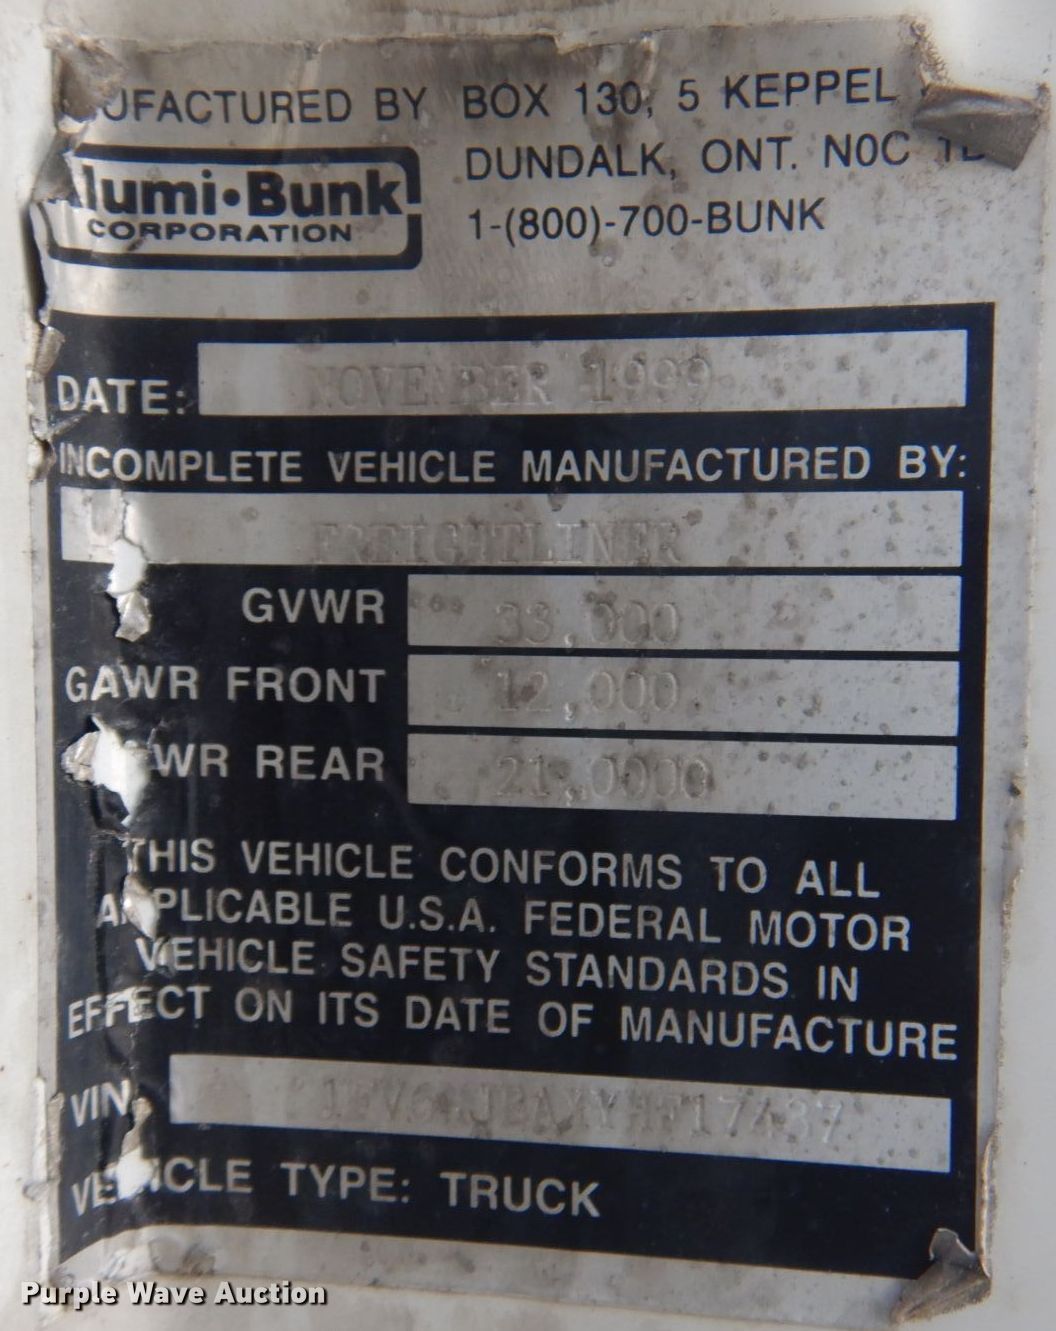 UFACTURED BY BOX 130, 5 KEPPEL
DUNDALK, ONT. N0C
Alumi•Bunk
CORPORATION
1-(800)-700-BUNK
DATE: NOVEMBER 1999
INCOMPLETE VEHICLE MANUFACTURED BY:
FREIGHTLINER
GVWR 33,000
GAWR FRONT 12,000
WR REAR 21,0000
THIS VEHICLE CONFORMS TO ALL
APPLICABLE U.S.A. FEDERAL MOTOR
VEHICLE SAFETY STANDARDS IN
EFFECT ON ITS DATE OF MANUFACTURE
VIN
VEHICLE TYPE: TRUCK
Purple Wave Auction